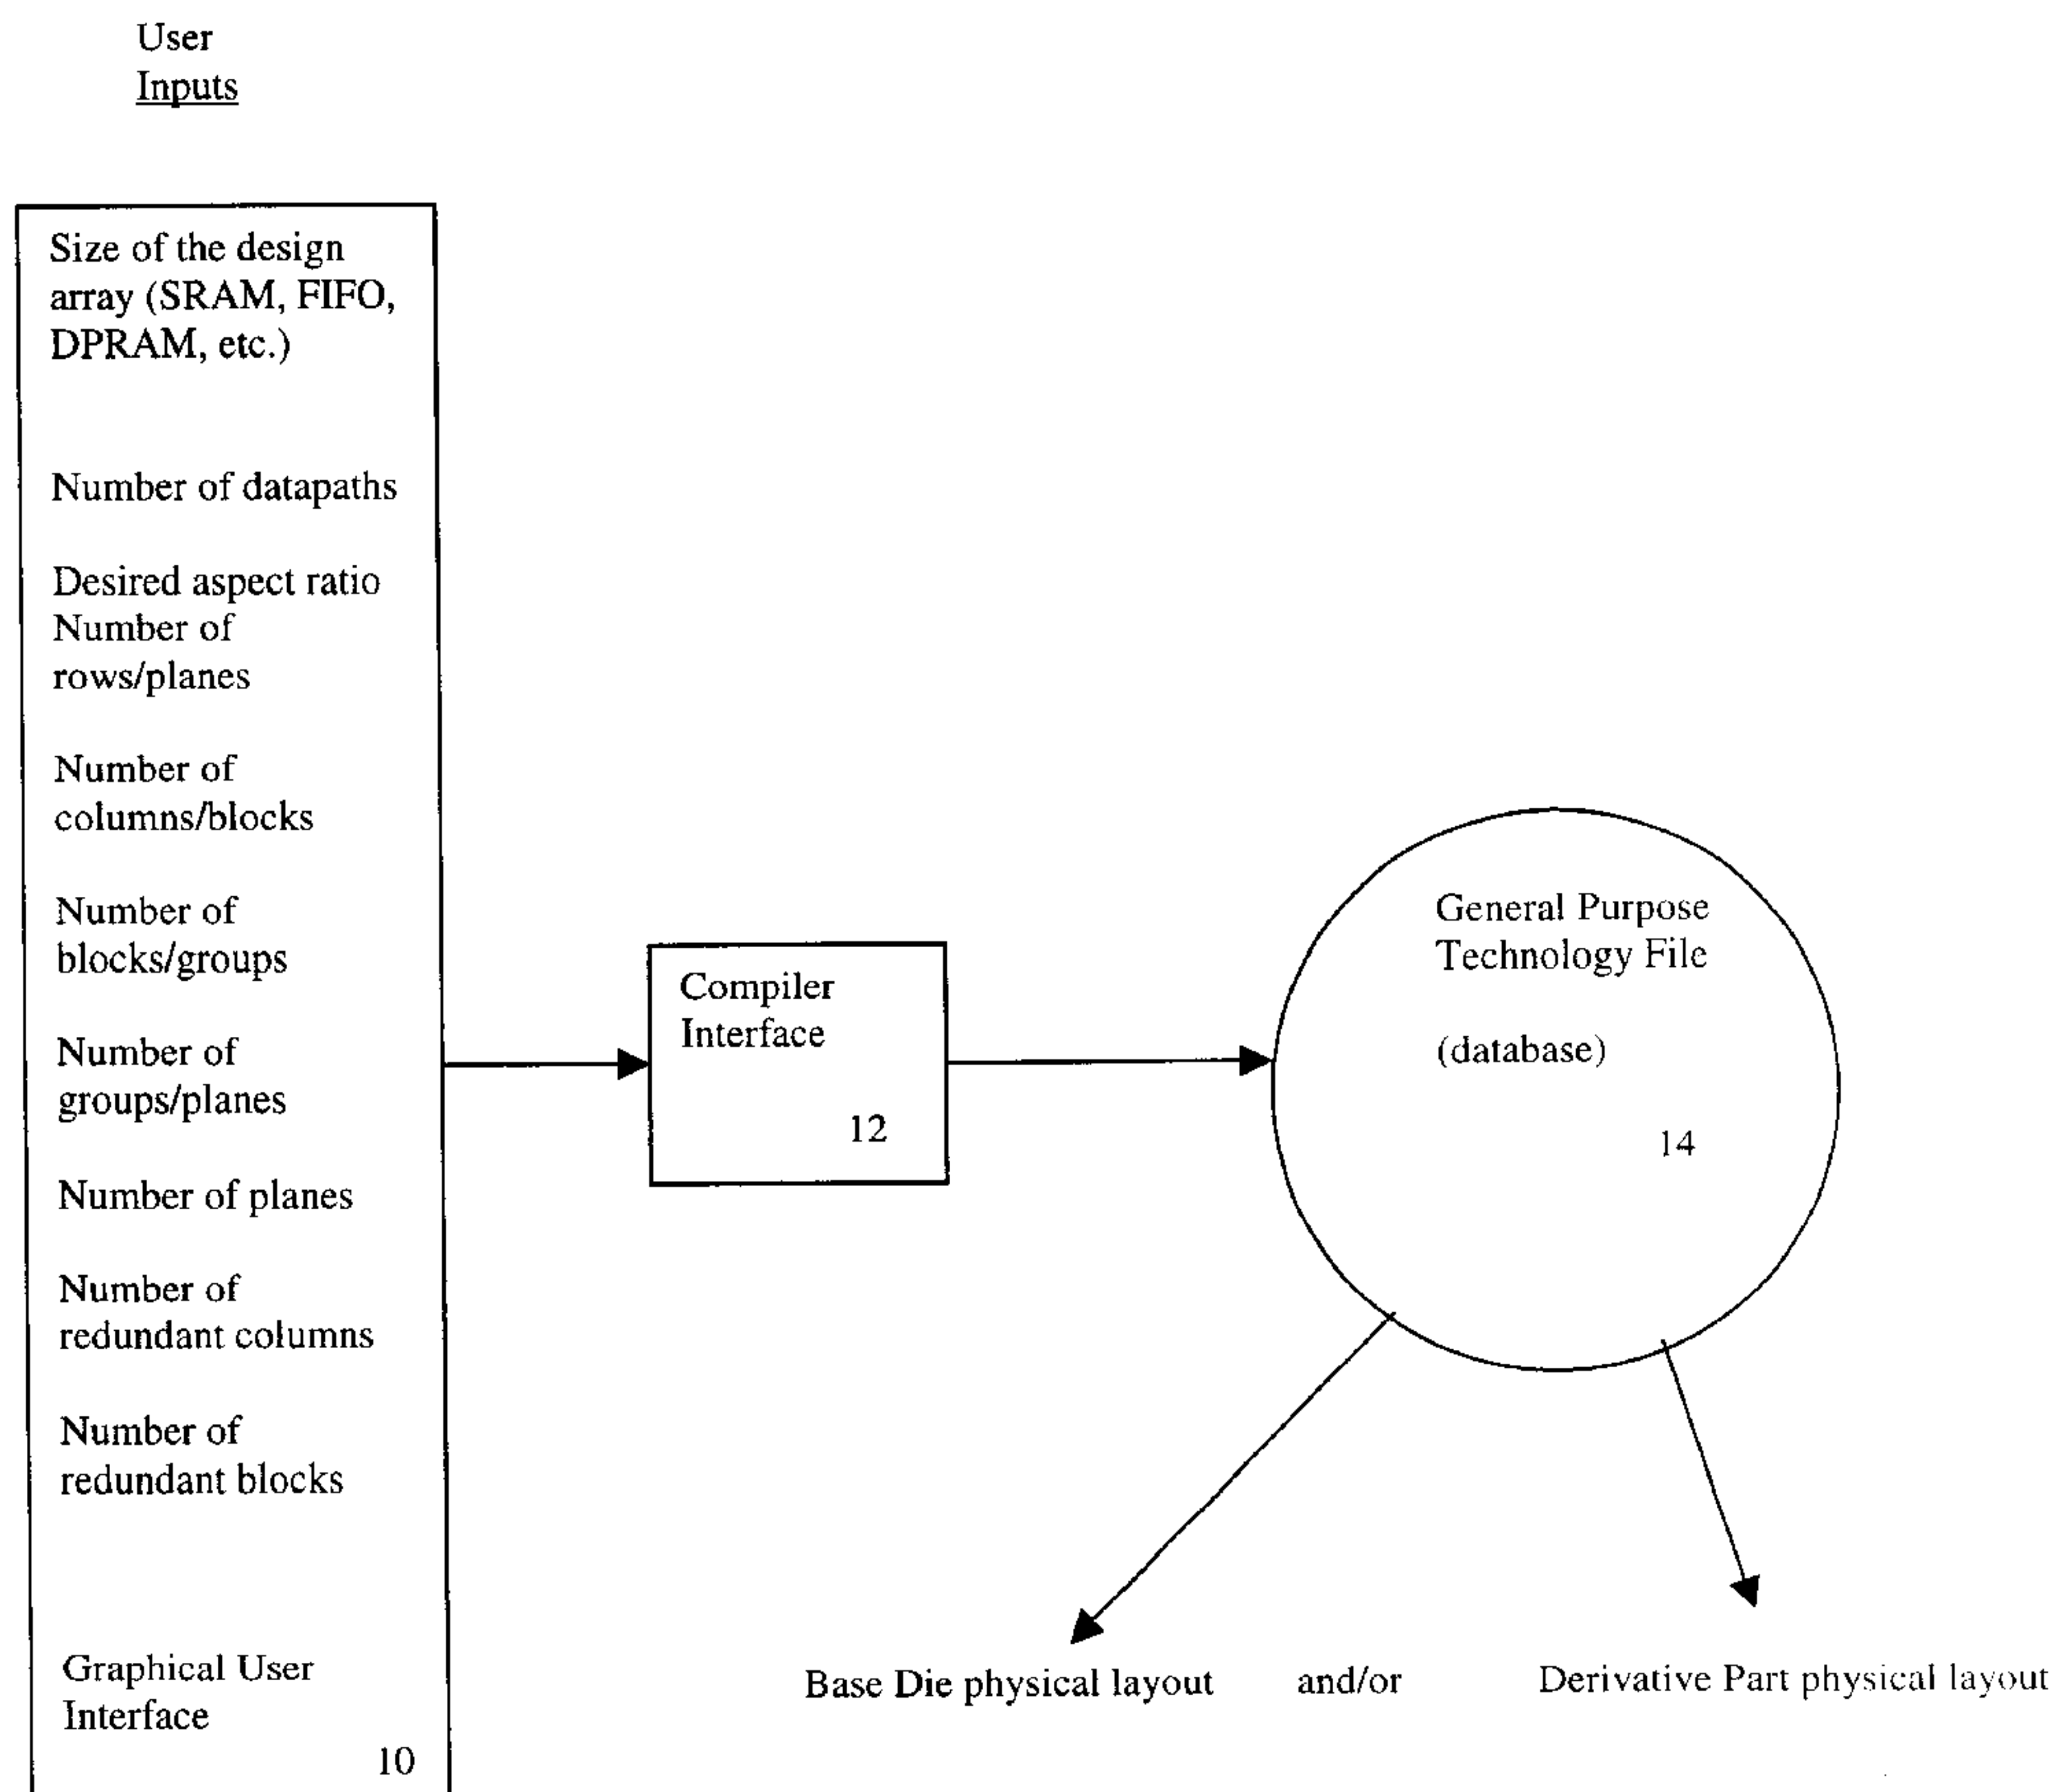 User
Inputs
Size of the design
array (SRAM, FIFO,
DPRAM, etc.)
Number of datapaths
Desired aspect ratio
Number of
rows/planes
Number of
columns/blocks
Number of
blocks/groups
Number of
groups/planes
Number of planes
Number of
redundant columns
Number of
redundant blocks
Graphical User
Interface
10
Compiler
Interface
12
General Purpose
Technology File
(database)
14
Base Die physical layout and/or Derivative Part physical layout